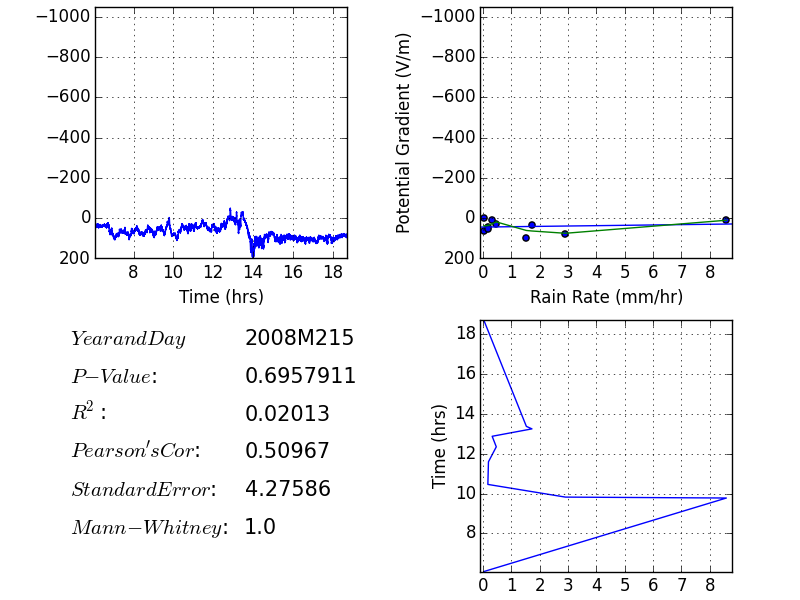 −1000
−800
−600
−400
−200
0
200
8 10 12 14 16 18
Time (hrs)
Potential Gradient (V/m)
−1000
−800
−600
−400
−200
0
200
0 1 2 3 4 5 6 7 8
Rain Rate (mm/hr)
YearandDay 2008M215
P−Value: 0.6957911
R²: 0.02013
Pearson'sCor: 0.50967
StandardError: 4.27586
Mann−Whitney: 1.0
Time (hrs)
18
16
14
12
10
8
0 1 2 3 4 5 6 7 8